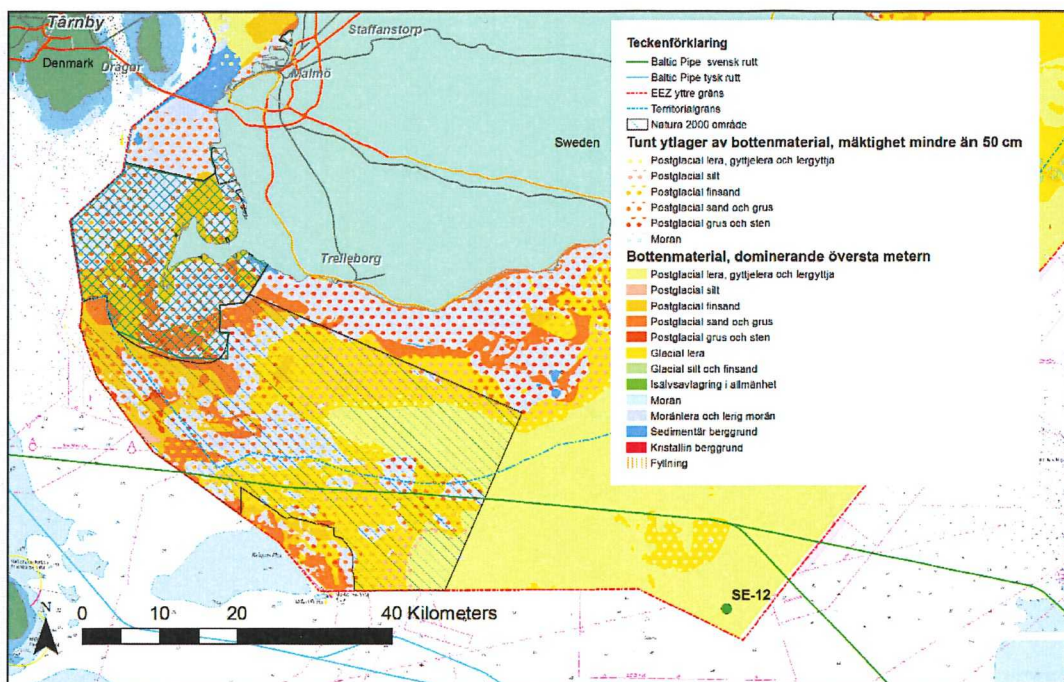 Tårnby
Denmark
Dragør
Staffanstorp
Malmö
Sweden
Trelleborg
Teckenförklaring
Baltic Pipe svensk rutt
Baltic Pipe tysk rutt
EEZ yttre gräns
Territorialgräns
Natura 2000 område
Tunt ytlager av bottenmaterial, mäktighet mindre än 50 cm
Postglacial lera, gyttjelera och lergyttja
Postglacial silt
Postglacial finsand
Postglacial sand och grus
Postglacial grus och sten
Morän
Bottenmaterial, dominerande översta metern
Postglacial lera, gyttjelera och lergyttja
Postglacial silt
Postglacial finsand
Postglacial sand och grus
Postglacial grus och sten
Glacial lera
Glacial silt och finsand
Isälvsavlagring i allmänhet
Morän
Moränlera och lerig morän
Sedimentär berggrund
Kristallin berggrund
Fyllning
SE-12
N
0 10 20 40 Kilometers